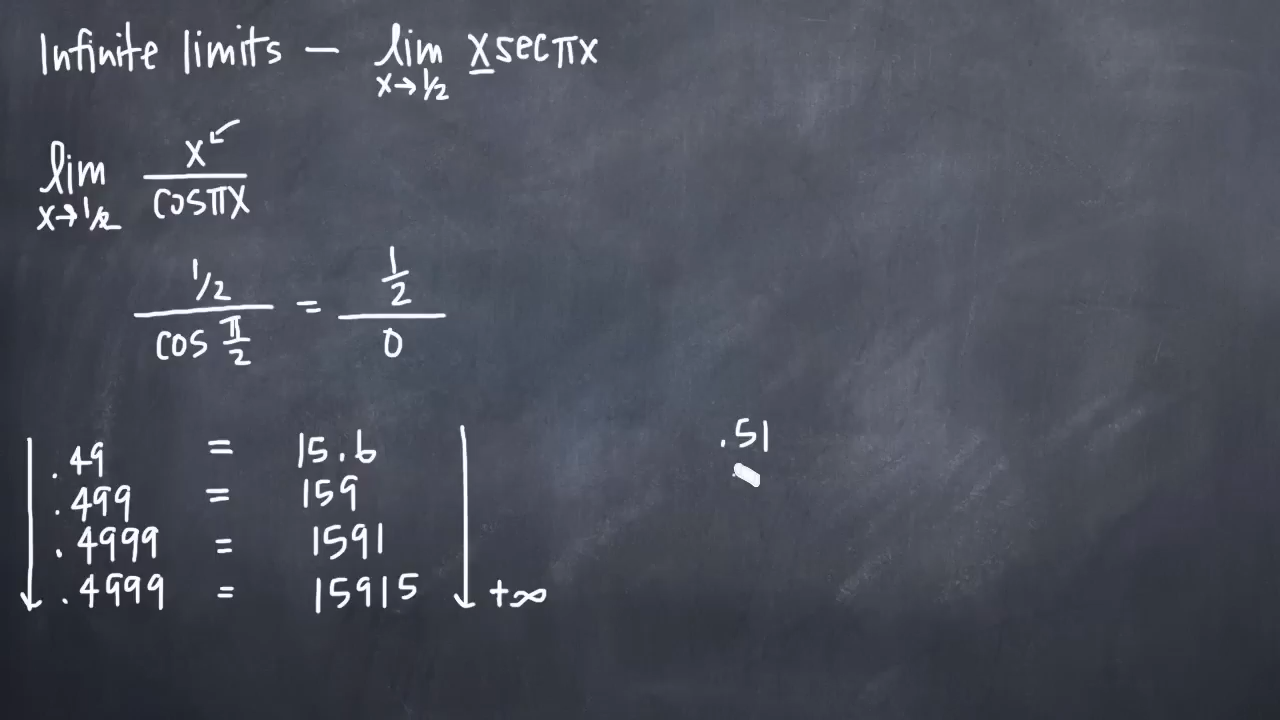 Infinite limits – lim x→1/2 x sec πx
lim x→1/2 x / cos πx
1/2 / cos π/2 = 1/2 / 0
.49 = 15.6
.499 = 159
.4999 = 1591
.4999 = 15915 +∞
.51